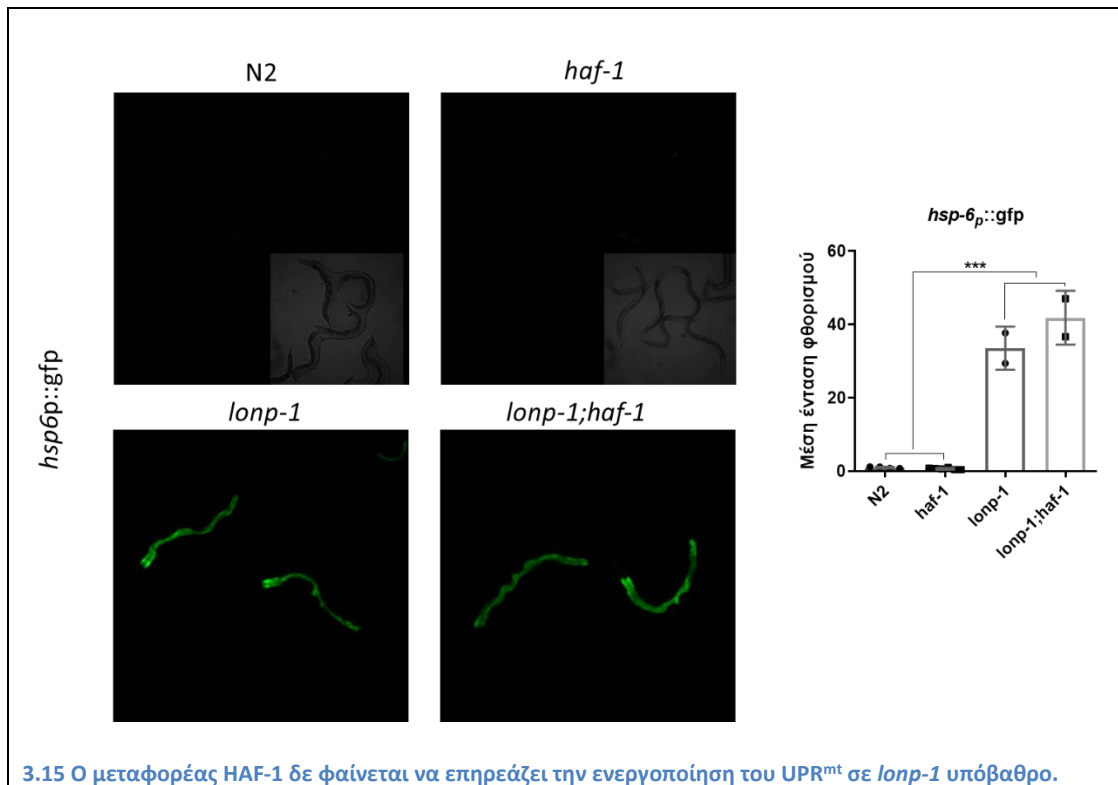 N2
haf-1
hsp6p::gfp
lonp-1
lonp-1;haf-1
hsp-6p::gfp
Μέση ένταση φθορισμού
60
40
20
0
***
N2
haf-1
lonp-1
lonp-1;haf-1
3.15 Ο μεταφορέας HAF-1 δε φαίνεται να επηρεάζει την ενεργοποίηση του UPRmt σε lonp-1 υπόβαθρο.